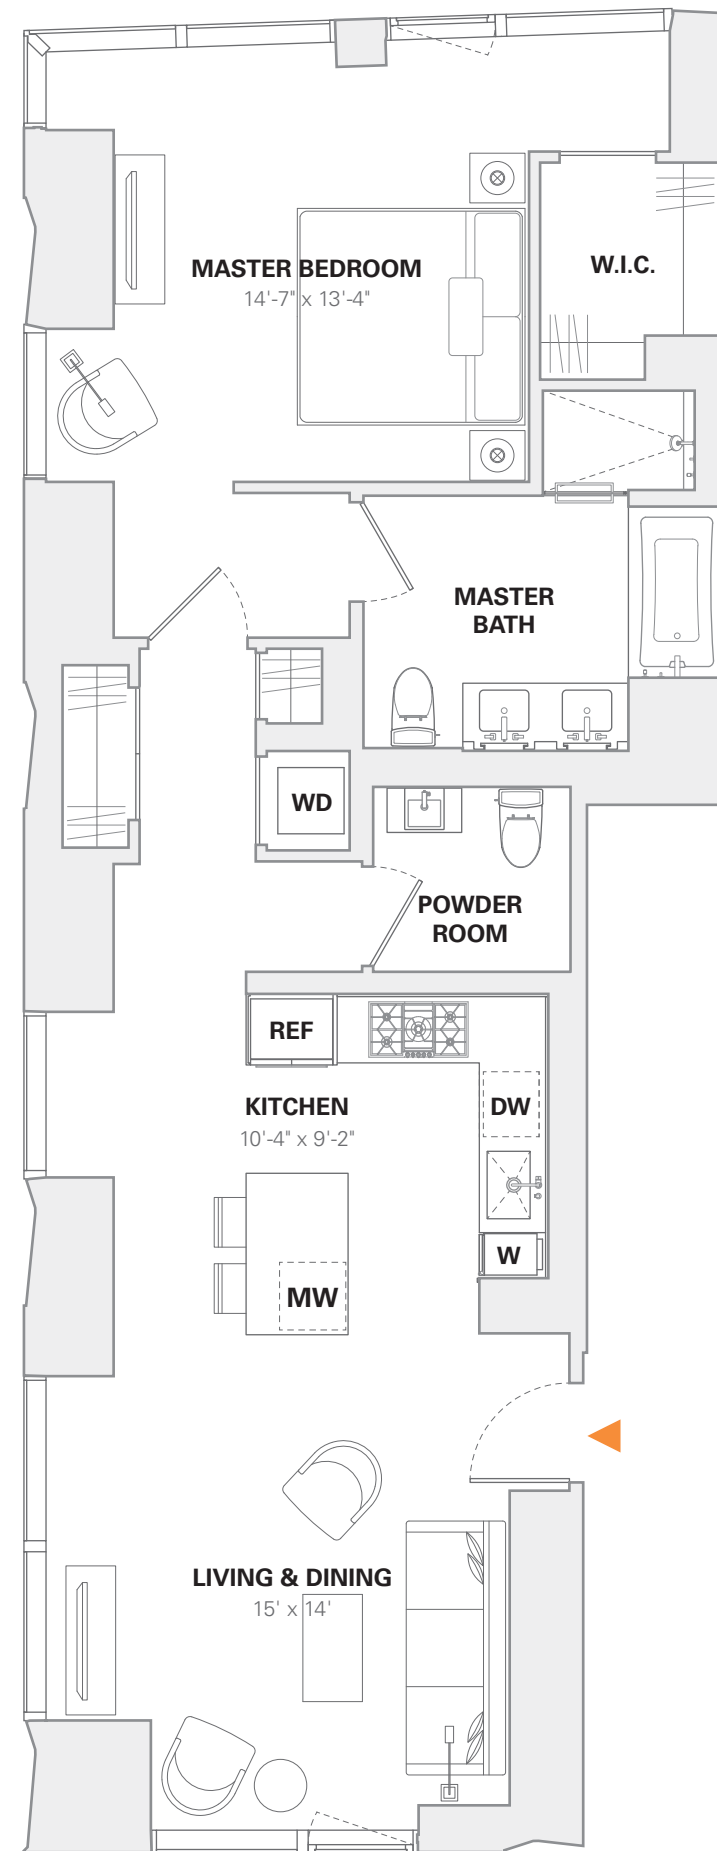 MASTER BEDROOM
14'-7" x 13'-4"
W.I.C.
MASTER
BATH
WD
POWDER
ROOM
REF
KITCHEN
10'-4" x 9'-2"
DW
W
MW
LIVING & DINING
15' x 14'